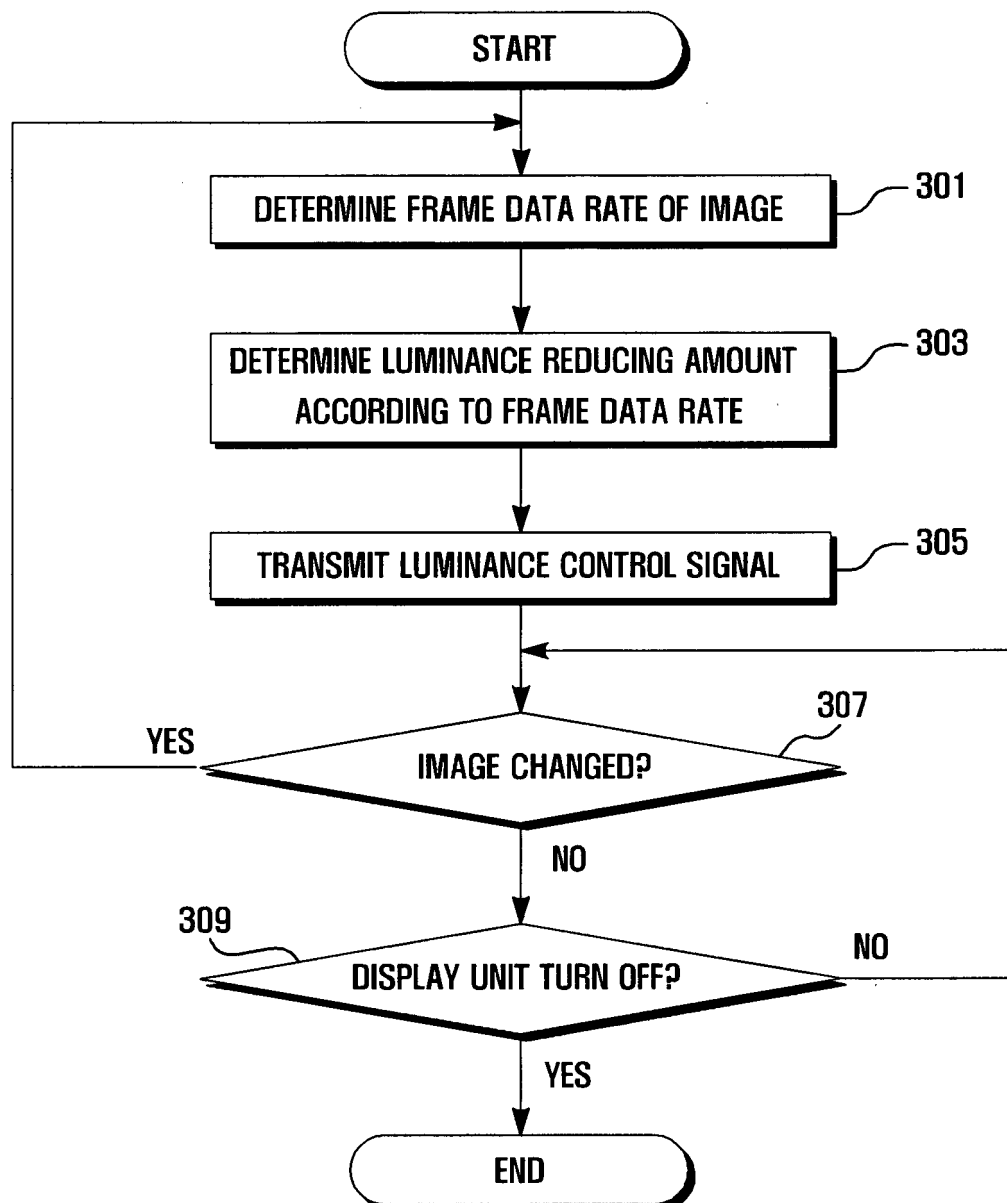 START
DETERMINE FRAME DATA RATE OF IMAGE
301
DETERMINE LUMINANCE REDUCING AMOUNT
ACCORDING TO FRAME DATA RATE
303
TRANSMIT LUMINANCE CONTROL SIGNAL
305
307
YES
IMAGE CHANGED?
NO
309
DISPLAY UNIT TURN OFF?
NO
YES
END